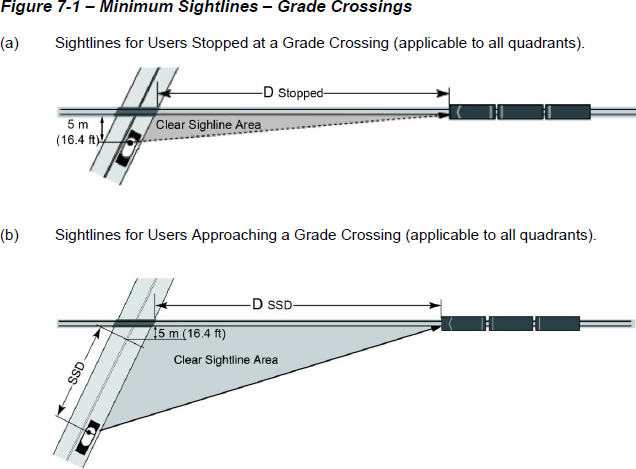 Figure 7-1 – Minimum Sightlines – Grade Crossings
(a) Sightlines for Users Stopped at a Grade Crossing (applicable to all quadrants).
D Stopped
5 m
(16.4 ft)
Clear Sighline Area
(b) Sightlines for Users Approaching a Grade Crossing (applicable to all quadrants).
D SSD
5 m (16.4 ft)
Clear Sightline Area
SSD